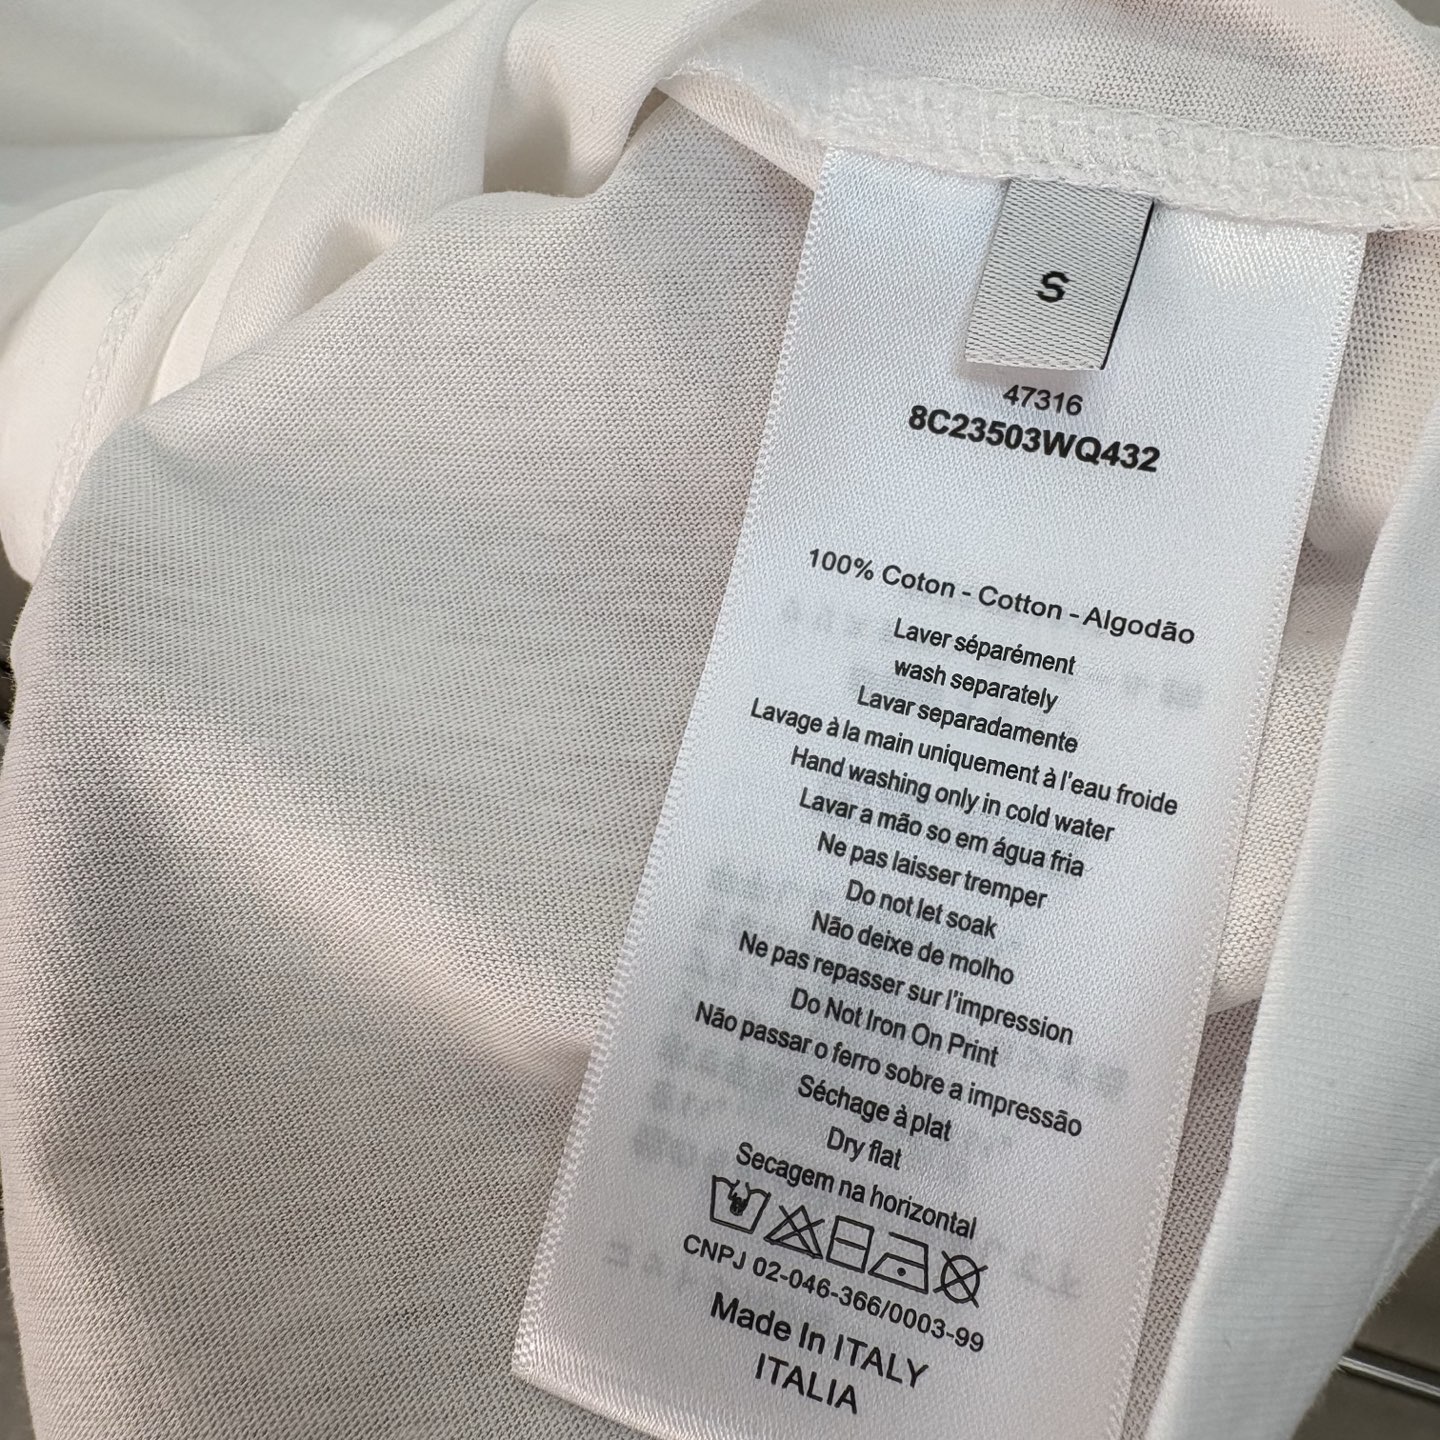 S
47316
8C23503WQ432
100% Coton - Cotton - Algodão
Laver séparément
wash separately
Lavar separadamente
Lavage à la main uniquement à l'eau froide
Hand washing only in cold water
Lavar a mão so em água fria
Ne pas laisser tremper
Do not let soak
Não deixe de molho
Ne pas repasser sur l'impression
Do Not Iron On Print
Não passar o ferro sobre a impressão
Séchage à plat
Dry flat
Secagem na horizontal
CNPJ 02-046-366/0003-99
Made In ITALY
ITALIA